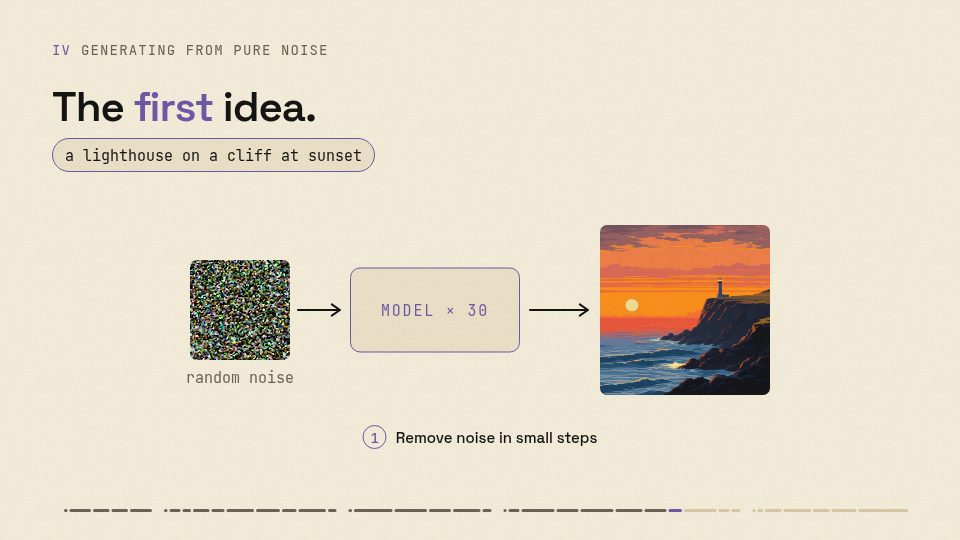 IV GENERATING FROM PURE NOISE
The first idea.
a lighthouse on a cliff at sunset
MODEL × 30
random noise
1 Remove noise in small steps